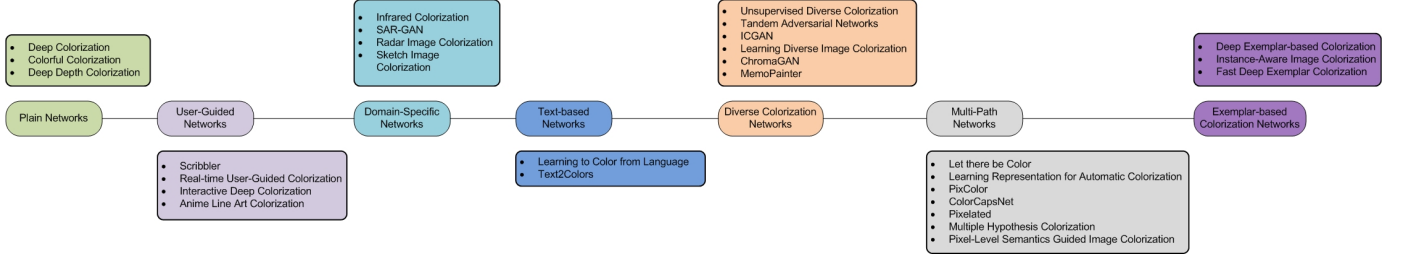 Plain Networks
• Deep Colorization
• Colorful Colorization
• Deep Depth Colorization
User-Guided
Networks
• Scribbler
• Real-time User-Guided Colorization
• Interactive Deep Colorization
• Anime Line Art Colorization
Domain-Specific
Networks
• Infrared Colorization
• SAR-GAN
• Radar Image Colorization
• Sketch Image
Colorization
Text-based
Networks
• Learning to Color from Language
• Text2Colors
Diverse Colorization
Networks
• Unsupervised Diverse Colorization
• Tandem Adversarial Networks
• ICGAN
• Learning Diverse Image Colorization
• ChromaGAN
• MemoPainter
Multi-Path
Networks
• Let there be Color
• Learning Representation for Automatic Colorization
• PixColor
• ColorCapsNet
• Pixelated
• Multiple Hypothesis Colorization
• Pixel-Level Semantics Guided Image Colorization
Exemplar-based
Colorization Networks
• Deep Exemplar-based Colorization
• Instance-Aware Image Colorization
• Fast Deep Exemplar Colorization